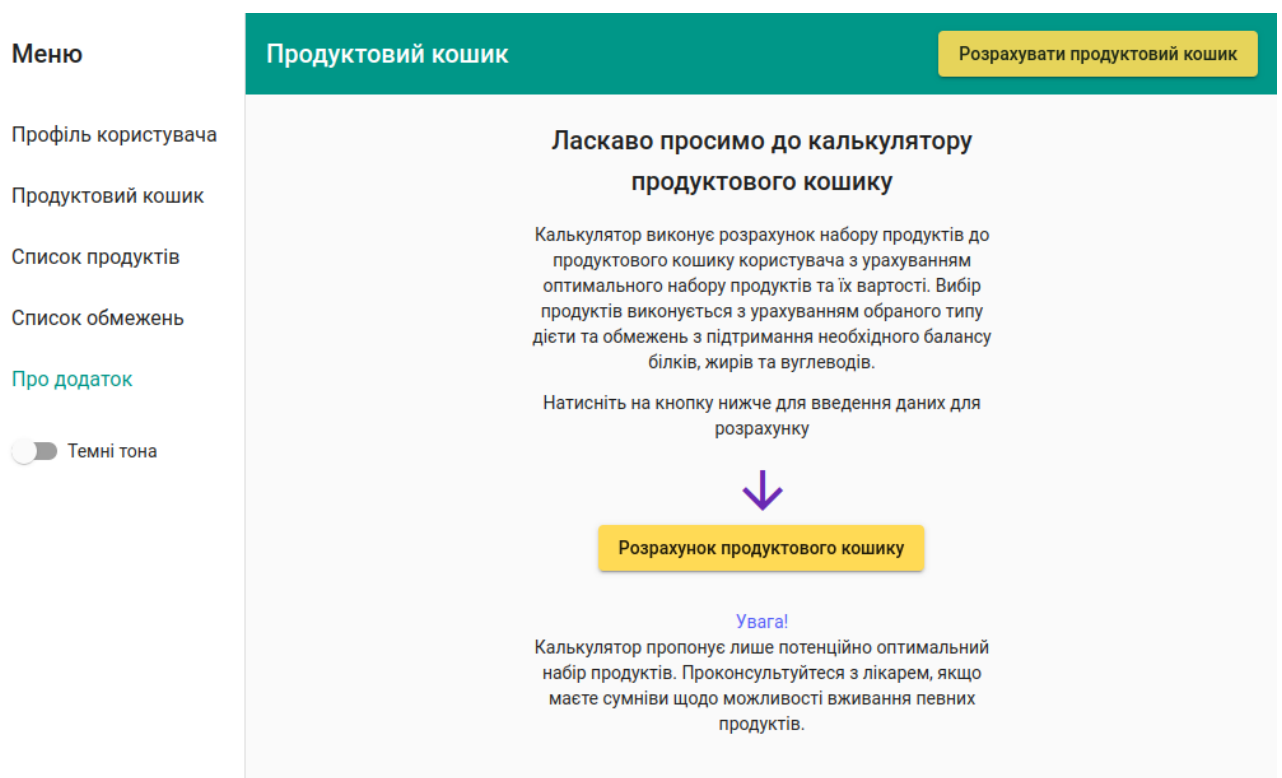 Меню
Профіль користувача
Продуктовий кошик
Список продуктів
Список обмежень
Про додаток
Темні тона
Продуктовий кошик
Розрахувати продуктовий кошик
Ласкаво просимо до калькулятору
продуктового кошику
Калькулятор виконує розрахунок набору продуктів до
продуктового кошику користувача з урахуванням
оптимального набору продуктів та їх вартості. Вибір
продуктів виконується з урахуванням обраного типу
дієти та обмежень з підтримання необхідного балансу
білків, жирів та вуглеводів.
Натисніть на кнопку нижче для введення даних для
розрахунку
Розрахунок продуктового кошику
Увага!
Калькулятор пропонує лише потенційно оптимальний
набір продуктів. Проконсультуйтеся з лікарем, якщо
маєте сумніви щодо можливості вживання певних
продуктів.